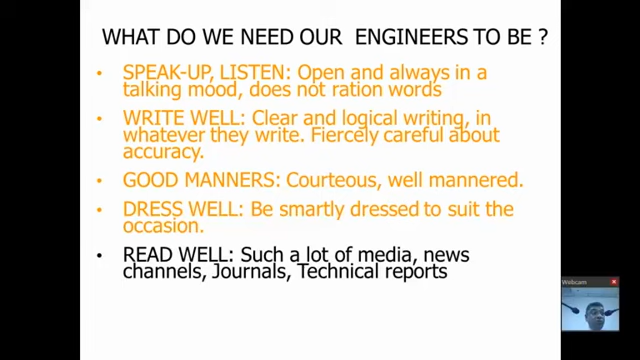 WHAT DO WE NEED OUR ENGINEERS TO BE ?
• SPEAK-UP, LISTEN: Open and always in a
talking mood, does not ration words
• WRITE WELL: Clear and logical writing, in
whatever they write. Fiercely careful about
accuracy.
• GOOD MANNERS: Courteous, well mannered.
• DRESS WELL: Be smartly dressed to suit the
occasion.
• READ WELL: Such a lot of media, news
channels, Journals, Technical reports
Webcam